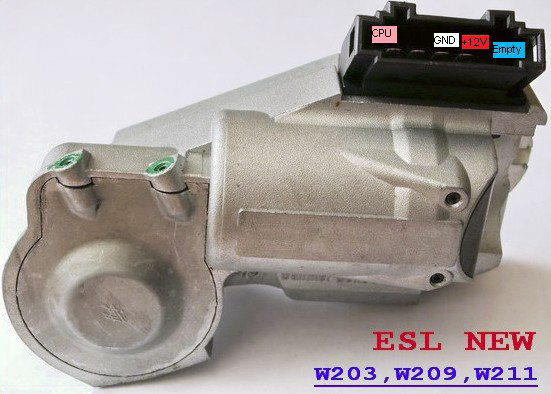 CPU
GND
+12V
Empty
ESL NEW
W203,W209,W211